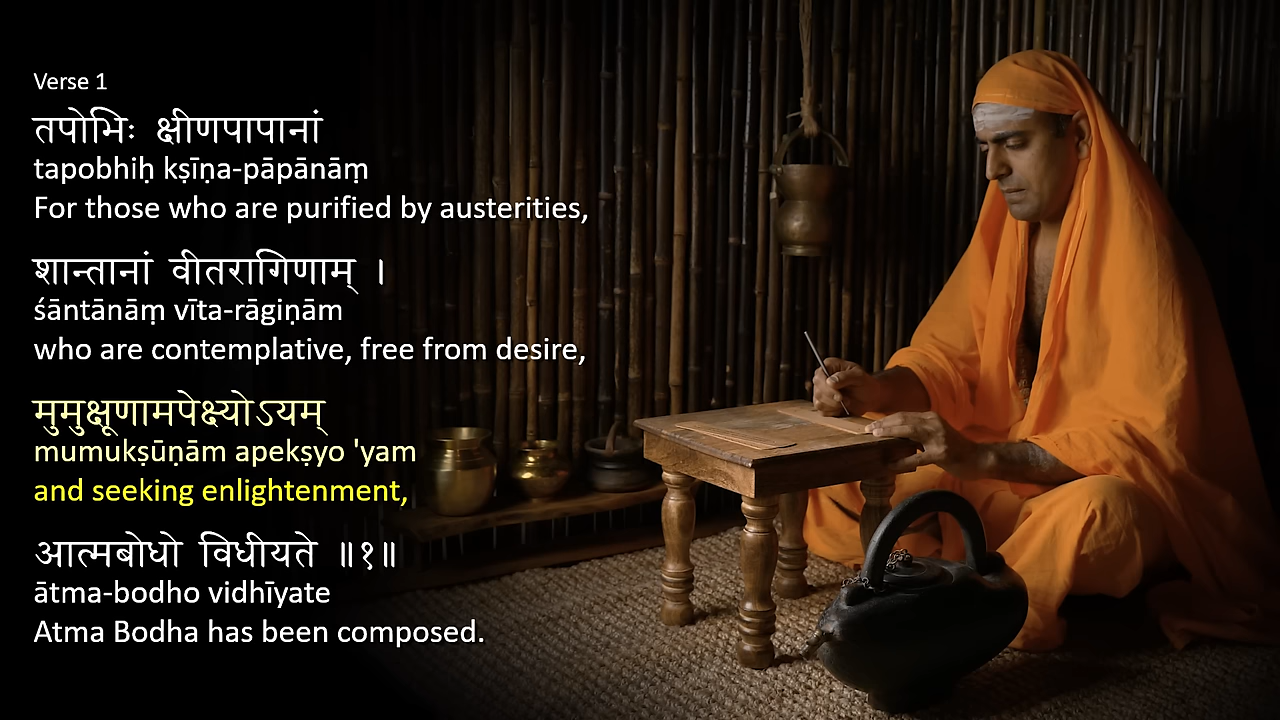 Verse 1
तपोभिः क्षीणपापानां
tapobhiḥ kṣīṇa-pāpānāṃ
For those who are purified by austerities,
शान्तानां वीतरागिणाम् ।
śāntānāṃ vīta-rāgiṇām
who are contemplative, free from desire,
मुमुक्षूणामपेक्ष्योऽयम्
mumukṣūṇām apekṣyo 'yam
and seeking enlightenment,
आत्मबोधो विधीयते ॥१॥
ātma-bodho vidhīyate
Atma Bodha has been composed.